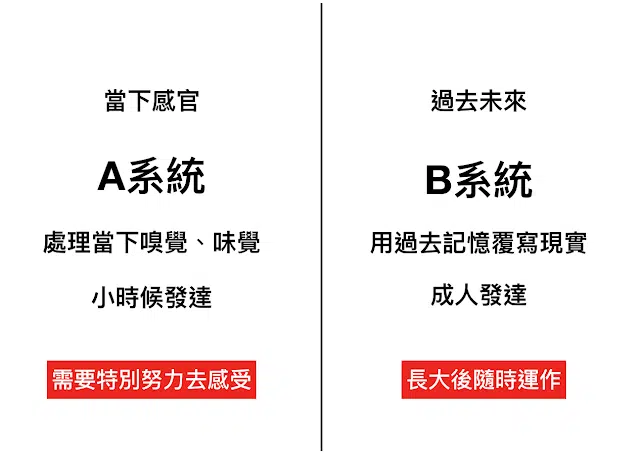 當下感官
A系統
處理當下嗅覺、味覺
小時候發達
需要特別努力去感受
過去未來
B系統
用過去記憶覆寫現實
成人發達
長大後隨時運作